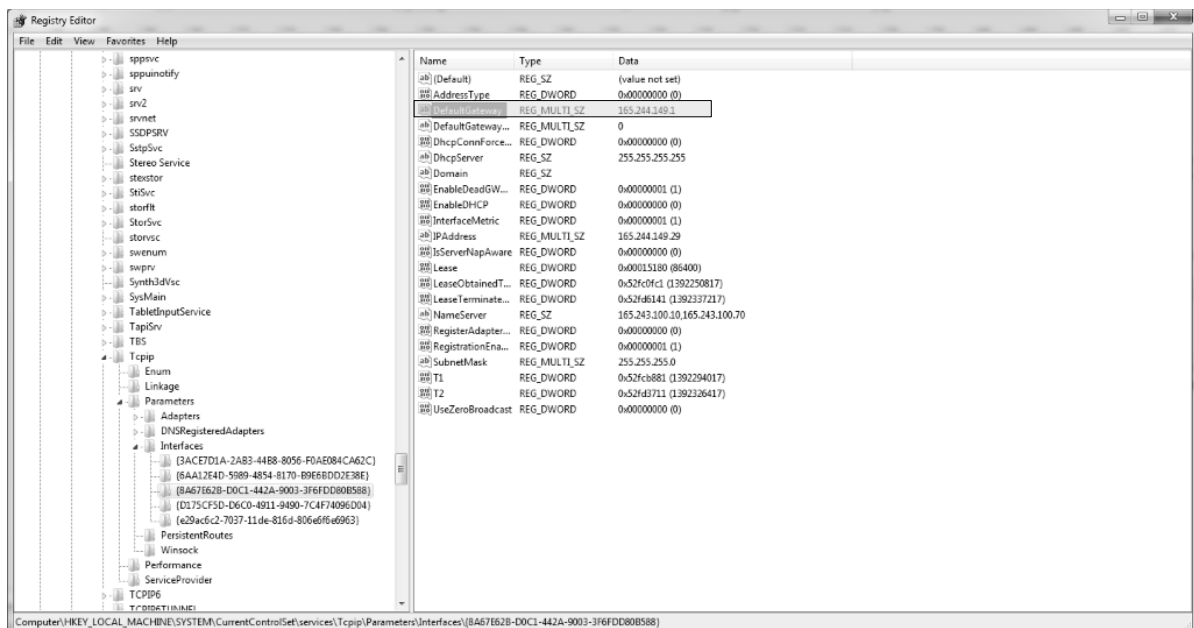 Registry Editor
File Edit View Favorites Help
sppsvc
sppuinotify
srv
srv2
srvnet
SSDPSRV
SstpSvc
Stereo Service
stexstor
StiSvc
storflt
StorSvc
storvsc
swenum
swprv
Synth3dVsc
SysMain
TabletInputService
TapiSrv
TBS
Tcpip
Enum
Linkage
Parameters
Adapters
DNSRegisteredAdapters
Interfaces
{3ACE7D1A-2AB3-44B8-8056-F0AE084CA62C}
{6AA12E4D-5989-4854-8170-B9E6BDD2E38E}
{8A67E62B-D0C1-442A-9003-3F6FDD80B588}
{D175CF5D-D6C0-4911-9490-7C4F74096D04}
{e29ac6c2-7037-11de-816d-806e6f6e6963}
PersistentRoutes
Winsock
Performance
ServiceProvider
TCPIP6
TCPIP6TUNNEL
Name Type Data
(Default) REG_SZ (value not set)
AddressType REG_DWORD 0x00000000 (0)
DefaultGateway REG_MULTI_SZ 165.244.149.1
DefaultGateway... REG_MULTI_SZ 0
DhcpConnForce... REG_DWORD 0x00000000 (0)
DhcpServer REG_SZ 255.255.255.255
Domain REG_SZ
EnableDeadGW... REG_DWORD 0x00000001 (1)
EnableDHCP REG_DWORD 0x00000000 (0)
InterfaceMetric REG_DWORD 0x00000001 (1)
IPAddress REG_MULTI_SZ 165.244.149.29
IsServerNapAware REG_DWORD 0x00000000 (0)
Lease REG_DWORD 0x00015180 (86400)
LeaseObtainedT... REG_DWORD 0x52fc0fc1 (1392250817)
LeaseTerminate... REG_DWORD 0x52fd6141 (1392337217)
NameServer REG_SZ 165.243.100.10,165.243.100.70
RegisterAdapter... REG_DWORD 0x00000000 (0)
RegistrationEna... REG_DWORD 0x00000001 (1)
SubnetMask REG_MULTI_SZ 255.255.255.0
T1 REG_DWORD 0x52fcb881 (1392294017)
T2 REG_DWORD 0x52fd3711 (1392326417)
UseZeroBroadcast REG_DWORD 0x00000000 (0)
Computer\HKEY_LOCAL_MACHINE\SYSTEM\CurrentControlSet\services\Tcpip\Parameters\Interfaces\{8A67E62B-D0C1-442A-9003-3F6FDD80B588}